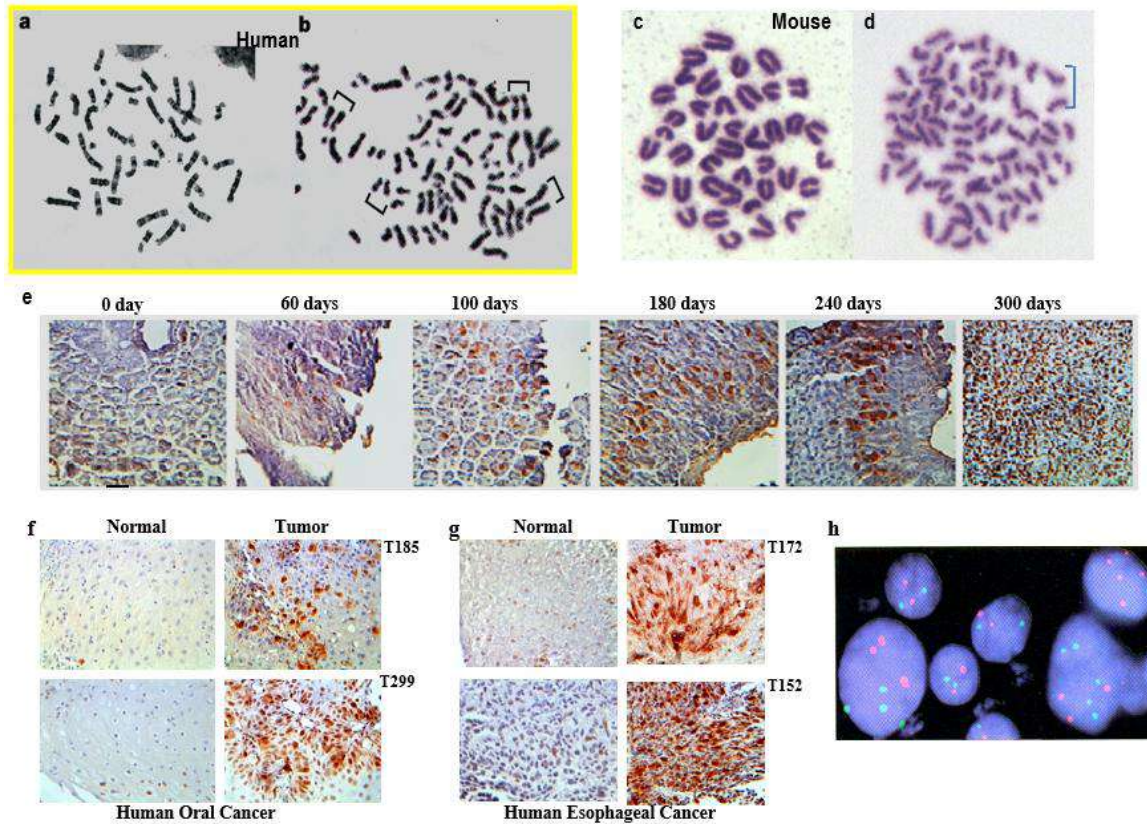 a Human b
c Mouse d
e
0 day 60 days 100 days 180 days 240 days 300 days
f Normal Tumor g Normal Tumor h
T185 T172
T299 T152
Human Oral Cancer Human Esophageal Cancer